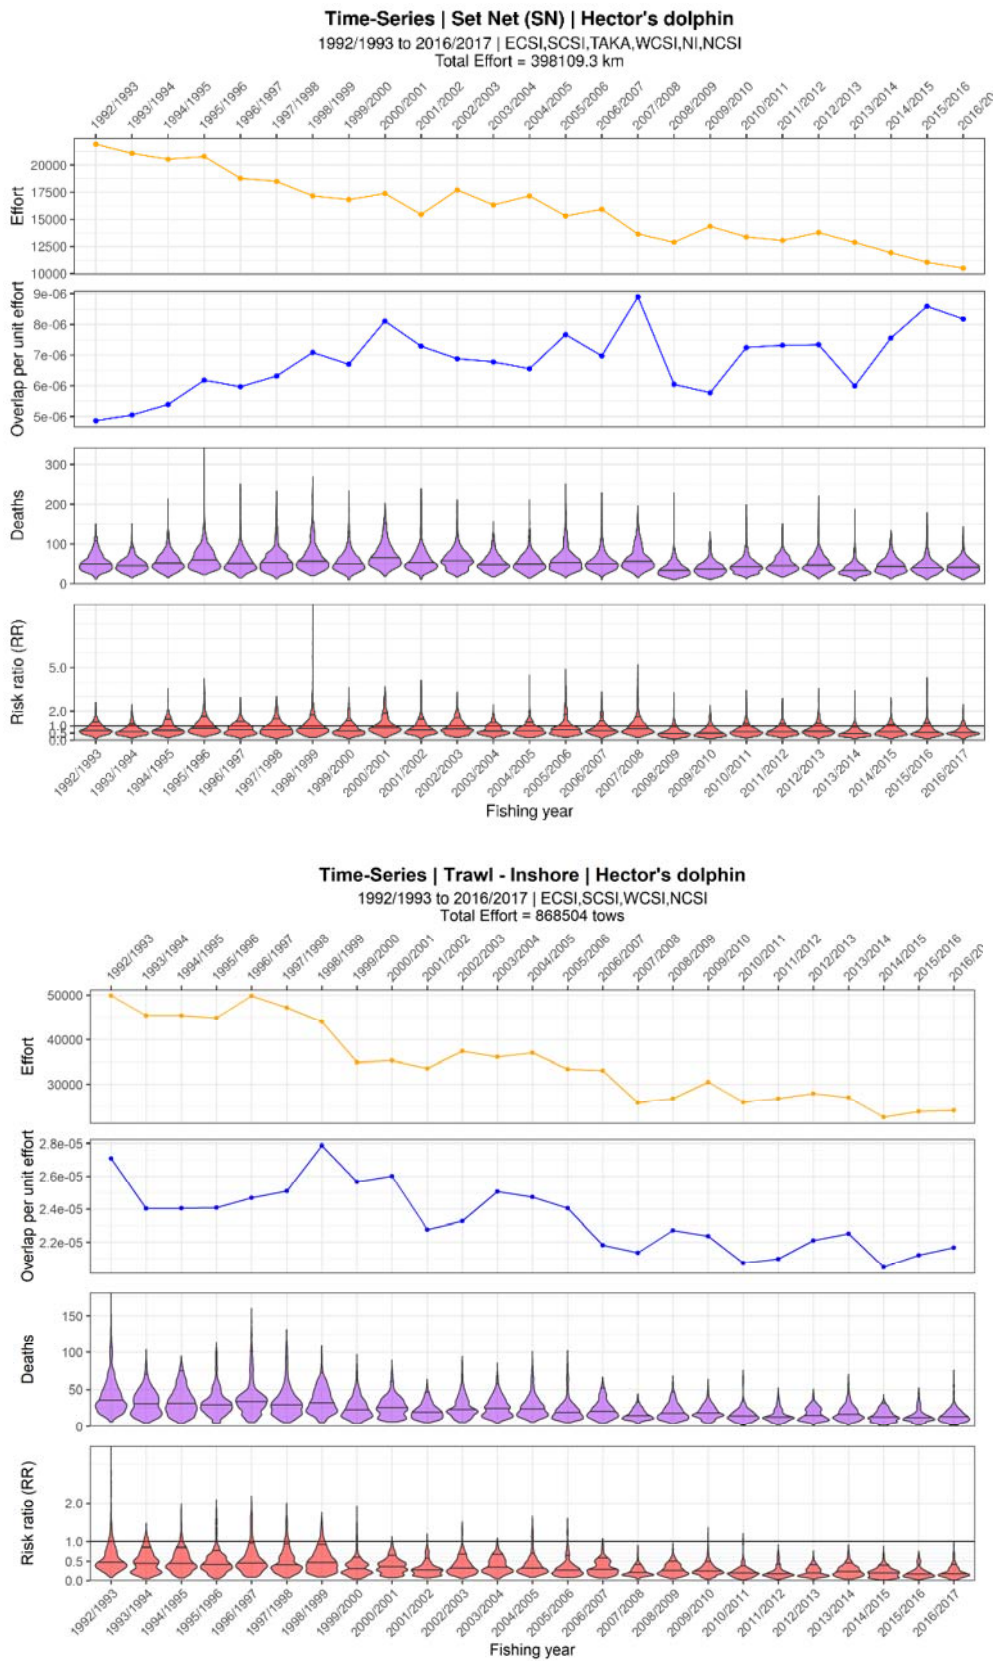 Time-Series | Set Net (SN) | Hector's dolphin
1992/1993 to 2016/2017 | ECSI,SCSI,TAKA,WCSI,NI,NCSI
Total Effort = 398109.3 km
1992/1993 1993/1994 1994/1995 1995/1996 1996/1997 1997/1998 1998/1999 1999/2000 2000/2001 2001/2002 2002/2003 2003/2004 2004/2005 2005/2006 2006/2007 2007/2008 2008/2009 2009/2010 2010/2011 2011/2012 2012/2013 2013/2014 2014/2015 2015/2016 2016/20
Effort
20000
17500
15000
12500
10000
Overlap per unit effort
9e-06
8e-06
7e-06
6e-06
5e-06
Deaths
300
200
100
0
Risk ratio (RR)
5.0
2.0
1.0
0.5
0.0
1992/1993 1993/1994 1994/1995 1995/1996 1996/1997 1997/1998 1998/1999 1999/2000 2000/2001 2001/2002 2002/2003 2003/2004 2004/2005 2005/2006 2006/2007 2007/2008 2008/2009 2009/2010 2010/2011 2011/2012 2012/2013 2013/2014 2014/2015 2015/2016 2016/2017
Fishing year
Time-Series | Trawl - Inshore | Hector's dolphin
1992/1993 to 2016/2017 | ECSI,SCSI,WCSI,NCSI
Total Effort = 868504 tows
1992/1993 1993/1994 1994/1995 1995/1996 1996/1997 1997/1998 1998/1999 1999/2000 2000/2001 2001/2002 2002/2003 2003/2004 2004/2005 2005/2006 2006/2007 2007/2008 2008/2009 2009/2010 2010/2011 2011/2012 2012/2013 2013/2014 2014/2015 2015/2016 2016/20
Effort
50000
40000
30000
Overlap per unit effort
2.8e-05
2.6e-05
2.4e-05
2.2e-05
Deaths
150
100
50
0
Risk ratio (RR)
2.0
1.0
0.5
0.0
1992/1993 1993/1994 1994/1995 1995/1996 1996/1997 1997/1998 1998/1999 1999/2000 2000/2001 2001/2002 2002/2003 2003/2004 2004/2005 2005/2006 2006/2007 2007/2008 2008/2009 2009/2010 2010/2011 2011/2012 2012/2013 2013/2014 2014/2015 2015/2016 2016/2017
Fishing year